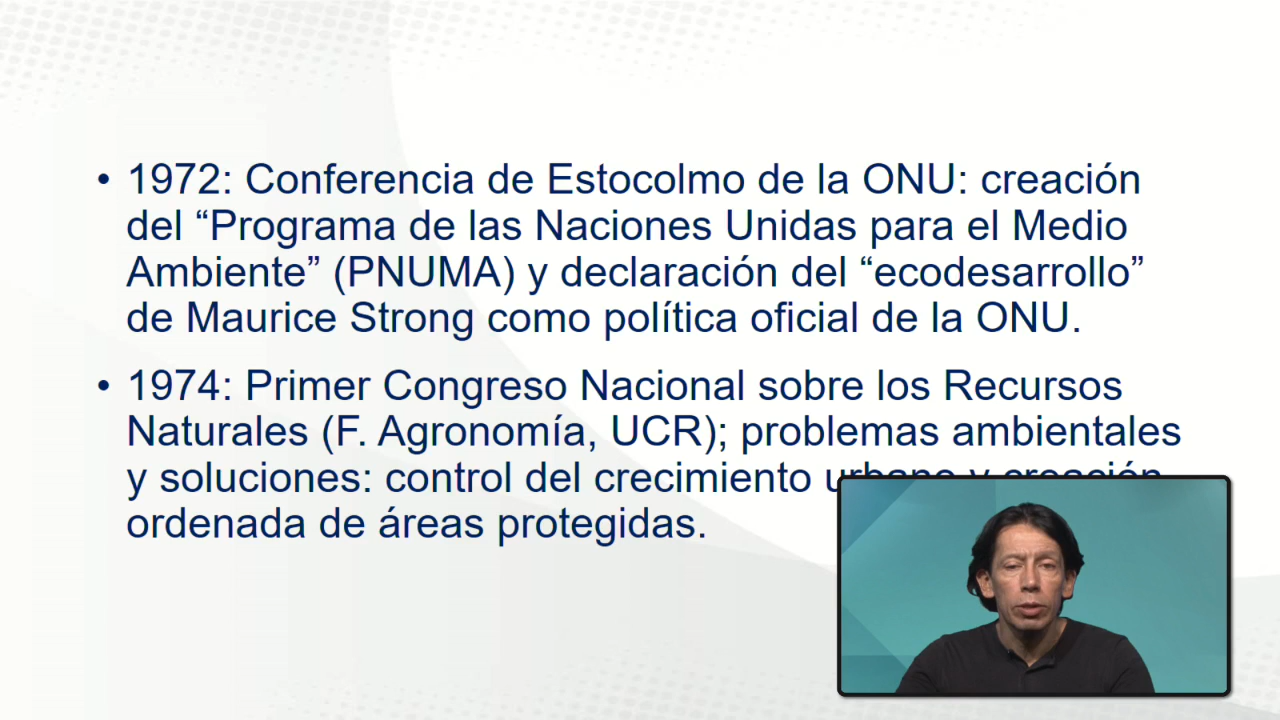 • 1972: Conferencia de Estocolmo de la ONU: creación
del “Programa de las Naciones Unidas para el Medio
Ambiente” (PNUMA) y declaración del “ecodesarrollo”
de Maurice Strong como política oficial de la ONU.
• 1974: Primer Congreso Nacional sobre los Recursos
Naturales (F. Agronomía, UCR); problemas ambientales
y soluciones: control del crecimiento urbano y creación
ordenada de áreas protegidas.